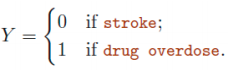 Y = { 0 if stroke;
1 if drug overdose.